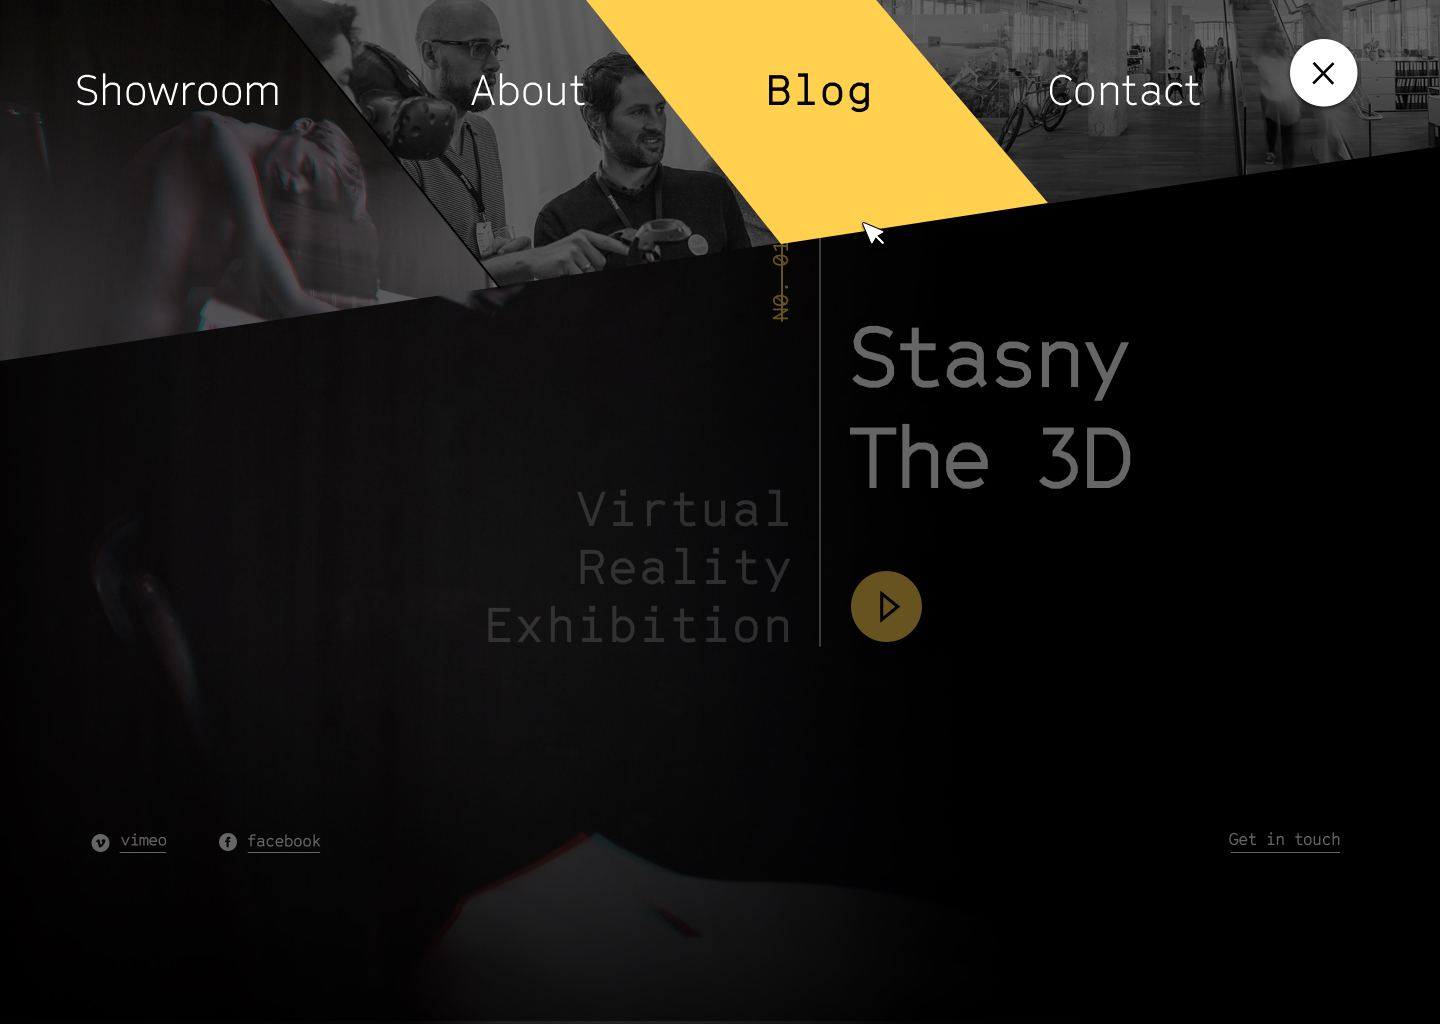 Showroom
About
Blog
Contact
NO. 01
Stasny
The 3D
Virtual
Reality
Exhibition
vimeo
facebook
Get in touch